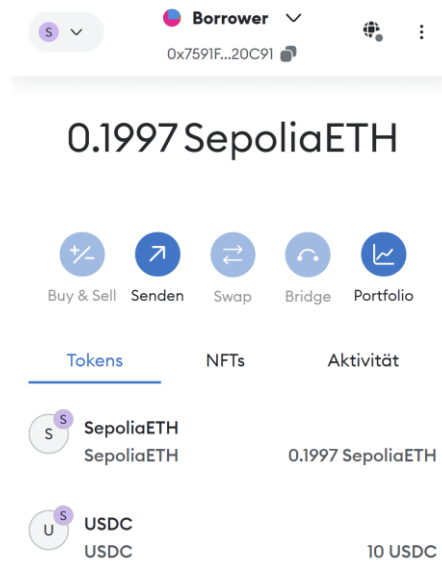 S
Borrower
0x7591F...20C91
0.1997 SepoliaETH
Buy & Sell Senden Swap Bridge Portfolio
Tokens NFTs Aktivität
S S
SepoliaETH
SepoliaETH 0.1997 SepoliaETH
U S
USDC
USDC 10 USDC